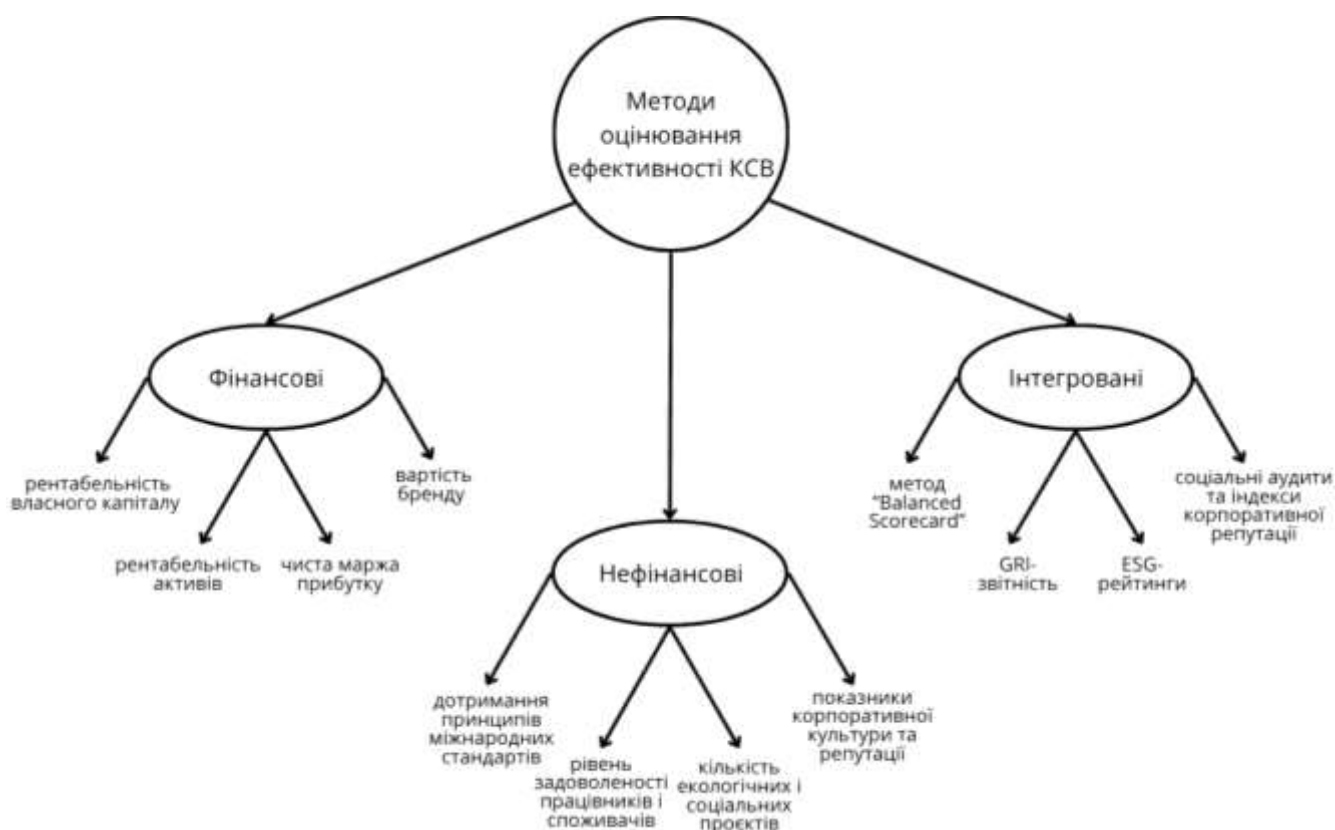 Методи
оцінювання
ефективності КСВ
Фінансові
рентабельність
власного капіталу
рентабельність
активів
чиста маржа
прибутку
вартість
бренду
Нефінансові
дотримання
принципів
міжнародних
стандартів
рівень
задоволеності
працівників і
споживачів
кількість
екологічних і
соціальних
проєктів
показники
корпоративної
культури та
репутації
Інтегровані
метод
“Balanced
Scorecard”
GRI-
звітність
ESG-
рейтинги
соціальні аудити
та індекси
корпоративної
репутації